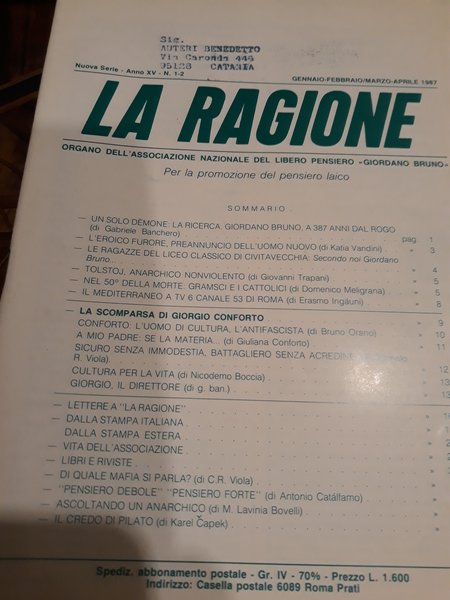 Sig.
AUTERI BENEDETTO
Via Caronda 446
95128 CATANIA
Nuova Serie - Anno XV - N. 1-2
GENNAIO-FEBBRAIO/MARZO-APRILE 1987
LA RAGIONE
ORGANO DELL'ASSOCIAZIONE NAZIONALE DEL LIBERO PENSIERO «GIORDANO BRUNO»
Per la promozione del pensiero laico
SOMMARIO
— UN SOLO DÈMONE: LA RICERCA. GIORDANO BRUNO, A 387 ANNI DAL ROGO
(di Gabriele Banchero) pag. 1
— L'EROICO FURORE, PREANNUNCIO DELL'UOMO NUOVO (di Katia Vandini) » 3
— LE RAGAZZE DEL LICEO CLASSICO DI CIVITAVECCHIA: Secondo noi Giordano
Bruno... » 4
— TOLSTOJ, ANARCHICO NONVIOLENTO (di Giovanni Trapani) » 5
— NEL 50° DELLA MORTE: GRAMSCI E I CATTOLICI (di Domenico Meligrana) » 5
— IL MEDITERRANEO A TV 6 CANALE 53 DI ROMA (di Erasmo Ingàuni) » 8
— LA SCOMPARSA DI GIORGIO CONFORTO » 9
CONFORTO: L'UOMO DI CULTURA, L'ANTIFASCISTA (di Bruno Orano) » 10
A MIO PADRE: SE LA MATERIA... (di Giuliana Conforto) » 11
SICURO SENZA IMMODESTIA, BATTAGLIERO SENZA ACREDINE
R. Viola) » 12
CULTURA PER LA VITA (di Nicodemo Boccia) » 13
GIORGIO, IL DIRETTORE (di g. ban.) » 13
— LETTERE A "LA RAGIONE"
— DALLA STAMPA ITALIANA
DALLA STAMPA ESTERA
— VITA DELL'ASSOCIAZIONE
— LIBRI E RIVISTE
— DI QUALE MAFIA SI PARLA? (di C.R. Viola)
— "PENSIERO DEBOLE" "PENSIERO FORTE" (di Antonio Catàlfamo)
— ASCOLTANDO UN ANARCHICO (di M. Lavinia Bovelli)
— IL CREDO DI PILATO (di Karel Čapek)
Spediz. abbonamento postale - Gr. IV - 70% - Prezzo L. 1.600
Indirizzo: Casella postale 6089 Roma Prati